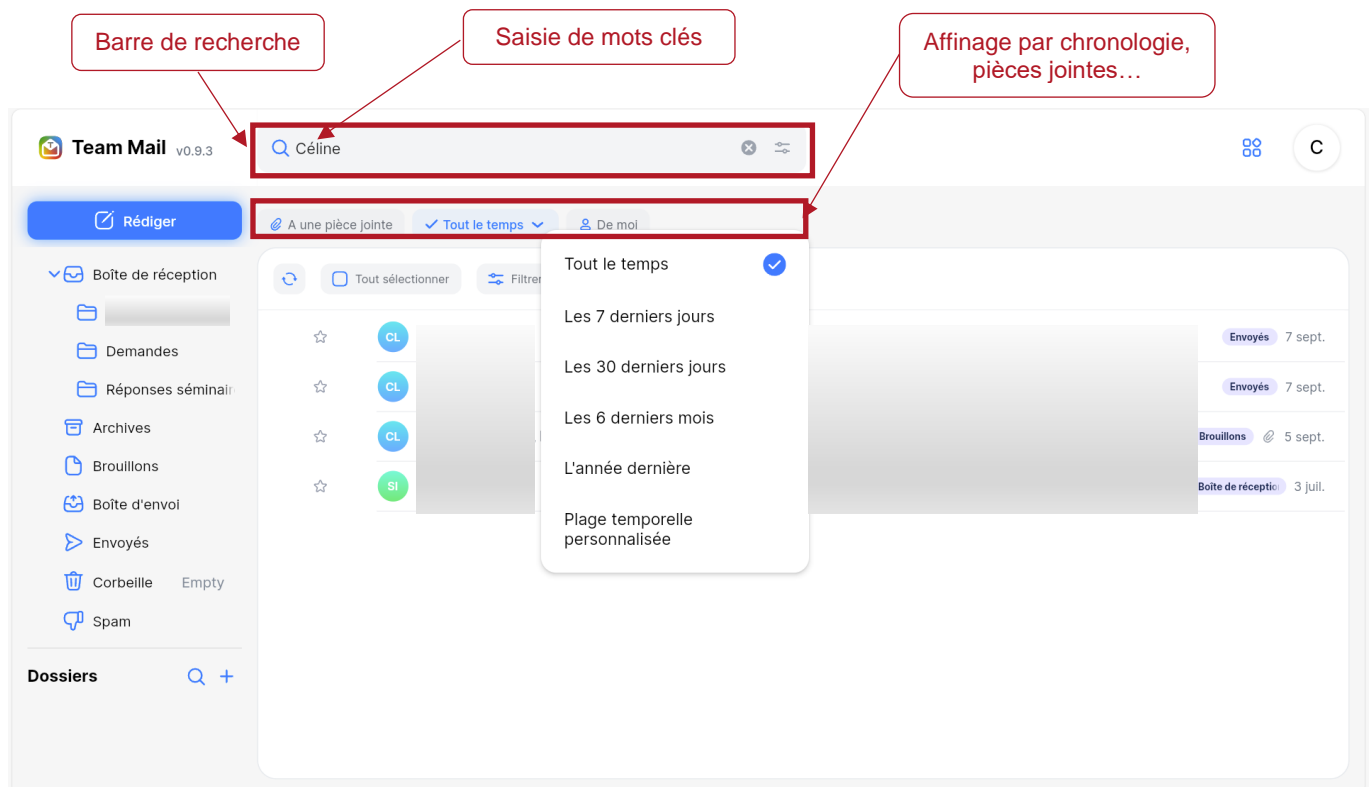 Barre de recherche
Saisie de mots clés
Affinage par chronologie,
pièces jointes…
Team Mail v0.9.3
Céline
C
Rédiger
A une pièce jointe
Tout le temps
De moi
Boîte de réception
Demandes
Réponses séminair
Archives
Brouillons
Boîte d'envoi
Envoyés
Corbeille Empty
Spam
Dossiers
Tout sélectionner
Filtrer
Tout le temps
Les 7 derniers jours
Les 30 derniers jours
Les 6 derniers mois
L'année dernière
Plage temporelle
personnalisée
CL Envoyés 7 sept.
CL Envoyés 7 sept.
CL Brouillons 5 sept.
SI Boîte de réceptio 3 juil.